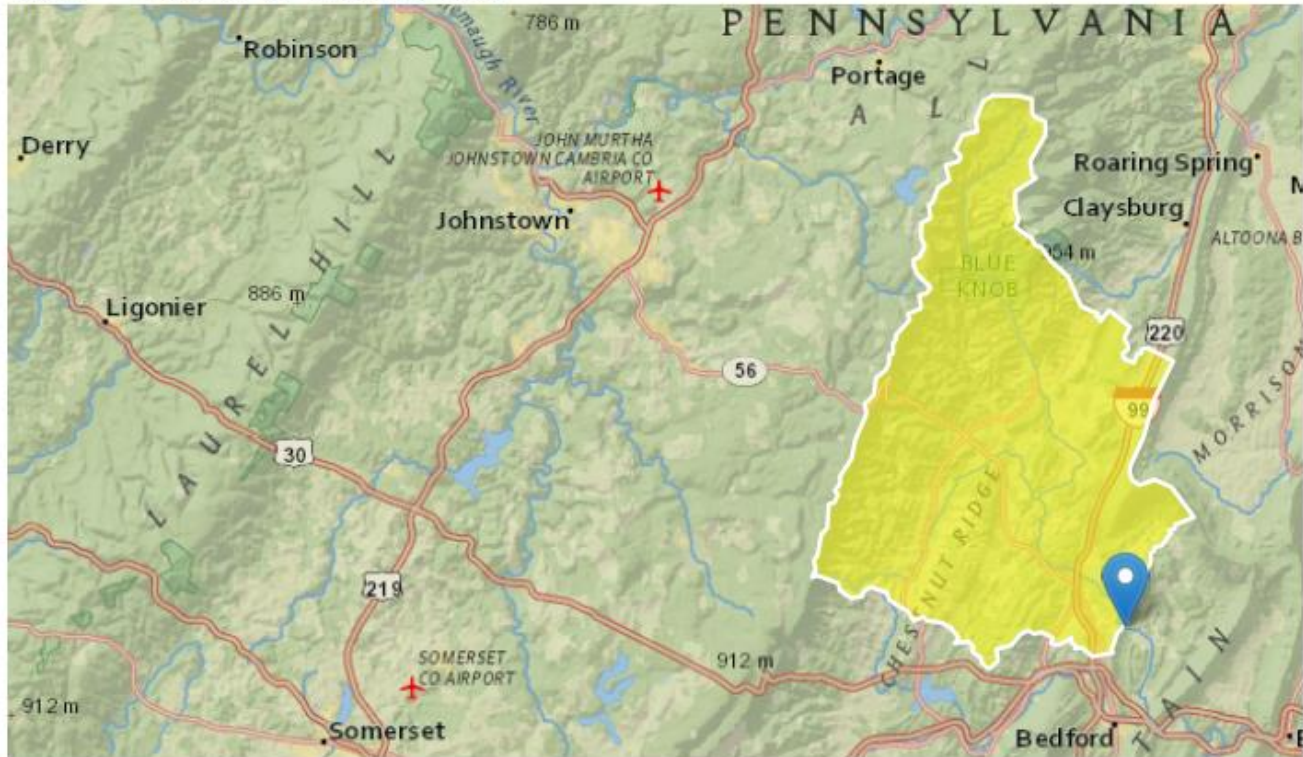 PENNSYLVANIA
786 m
Robinson
Portage
River
A L L
Derry
JOHN MURTHA
JOHNSTOWN CAMBRIA CO
AIRPORT
Roaring Spring
M
Johnstown
Claysburg
ALTOONA B
954 m
BLUE
KNOB
886 m
Ligonier
LAUREL HILL
220
56
99
MORRISON
30
CHESTNUT RIDGE
219
SOMERSET
CO AIRPORT
912 m
912 m
Somerset
Bedford
TAIN